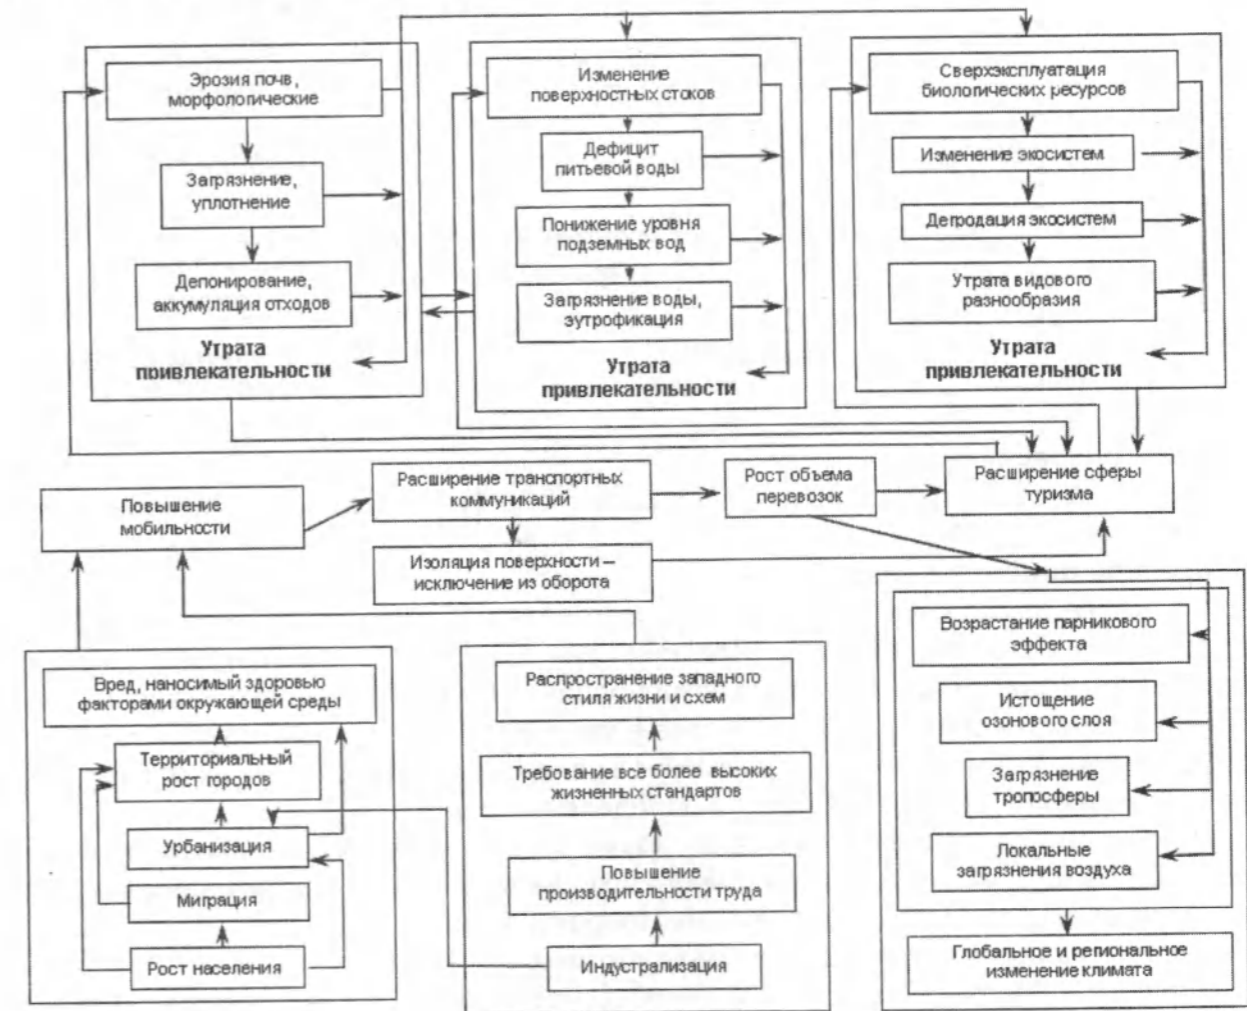 Эрозия почв,
морфологические
Загрязнение,
уплотнение
Депонирование,
аккумуляция отходов
Утрата
привлекательности
Изменение
поверхностных стоков
Дефицит
питьевой воды
Понижение уровня
подземных вод
Загрязнение воды,
эутрофикация
Утрата
привлекательности
Сверхэксплуатация
биологических ресурсов
Изменение экосистем
Дегродация экосистем
Утрата видового
разнообразия
Утрата
привлекательности
Повышение
мобильности
Расширение транспортных
коммуникаций
Рост объема
перевозок
Расширение сферы
туризма
Изоляция поверхности –
исключение из оборота
Вред, наносимый здоровью
факторами окружающей среды
Территориальный
рост городов
Урбанизация
Миграция
Рост населения
Распространение западного
стиля жизни и схем
Требование все более высоких
жизненных стандартов
Повышение
производительности труда
Индустрализация
Возрастание парникового
эффекта
Истощение
озонового слоя
Загрязнение
тропосферы
Локальные
загрязнения воздуха
Глобальное и региональное
изменение климата